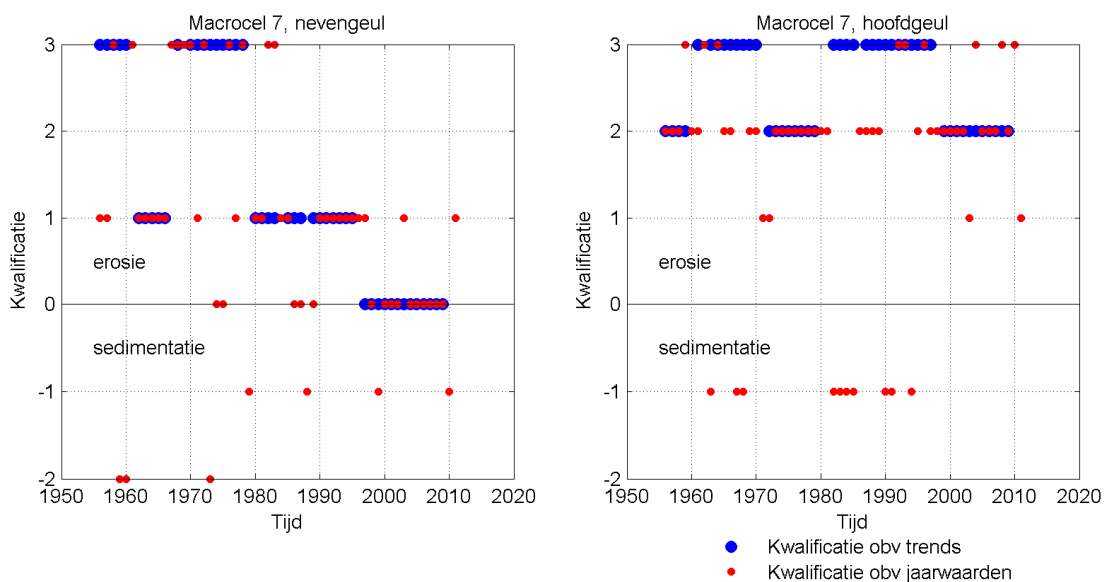 Macrocel 7, nevengeul
Kwalificatie
3
2
1
0
-1
-2
erosie
sedimentatie
1950 1960 1970 1980 1990 2000 2010 2020
Tijd
Macrocel 7, hoofdgeul
Kwalificatie
3
2
1
0
-1
-2
erosie
sedimentatie
1950 1960 1970 1980 1990 2000 2010 2020
Tijd
Kwalificatie obv trends
Kwalificatie obv jaarwaarden